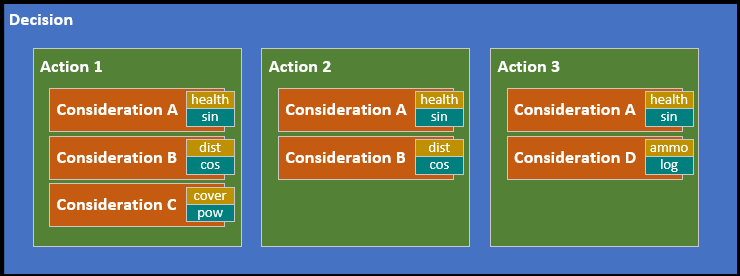 Decision
Action 1
Consideration A
health
sin
Consideration B
dist
cos
Consideration C
cover
pow
Action 2
Consideration A
health
sin
Consideration B
dist
cos
Action 3
Consideration A
health
sin
Consideration D
ammo
log